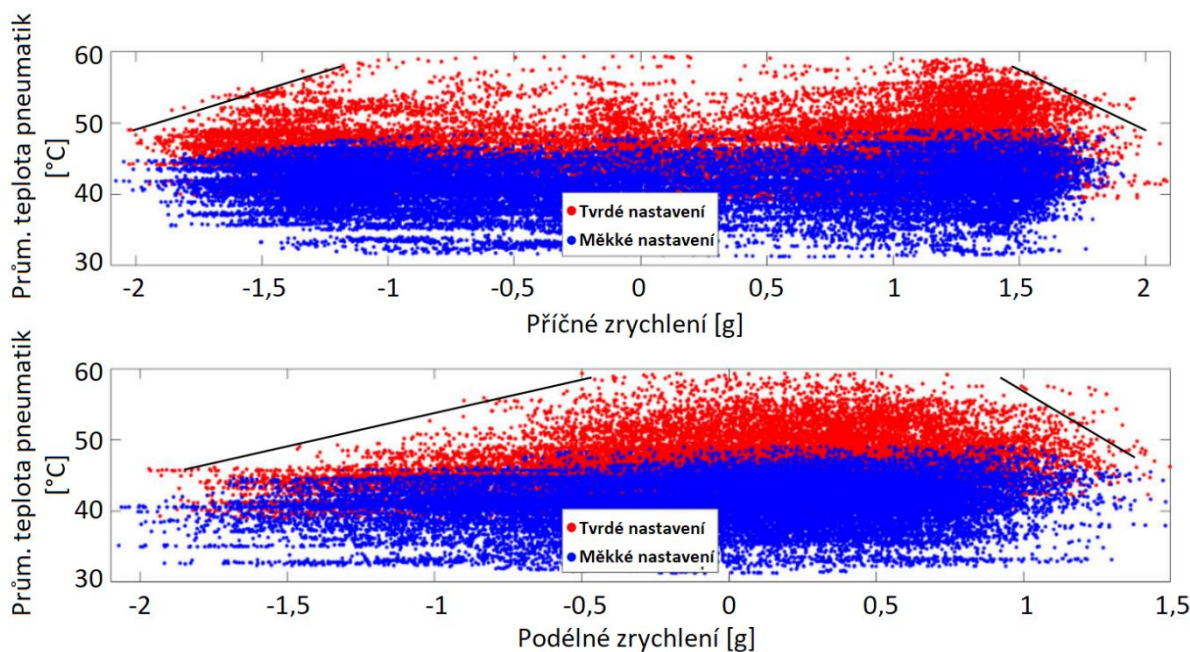 Prům. teplota pneumatik
[°C]
60
50
40
30
Tvrdé nastavení
Měkké nastavení
-2
-1,5
-1
-0,5
0
0,5
1
1,5
2
Příčné zrychlení [g]
Prům. teplota pneumatik
[°C]
60
50
40
30
Tvrdé nastavení
Měkké nastavení
-2
-1,5
-1
-0,5
0
0,5
1
1,5
Podélné zrychlení [g]